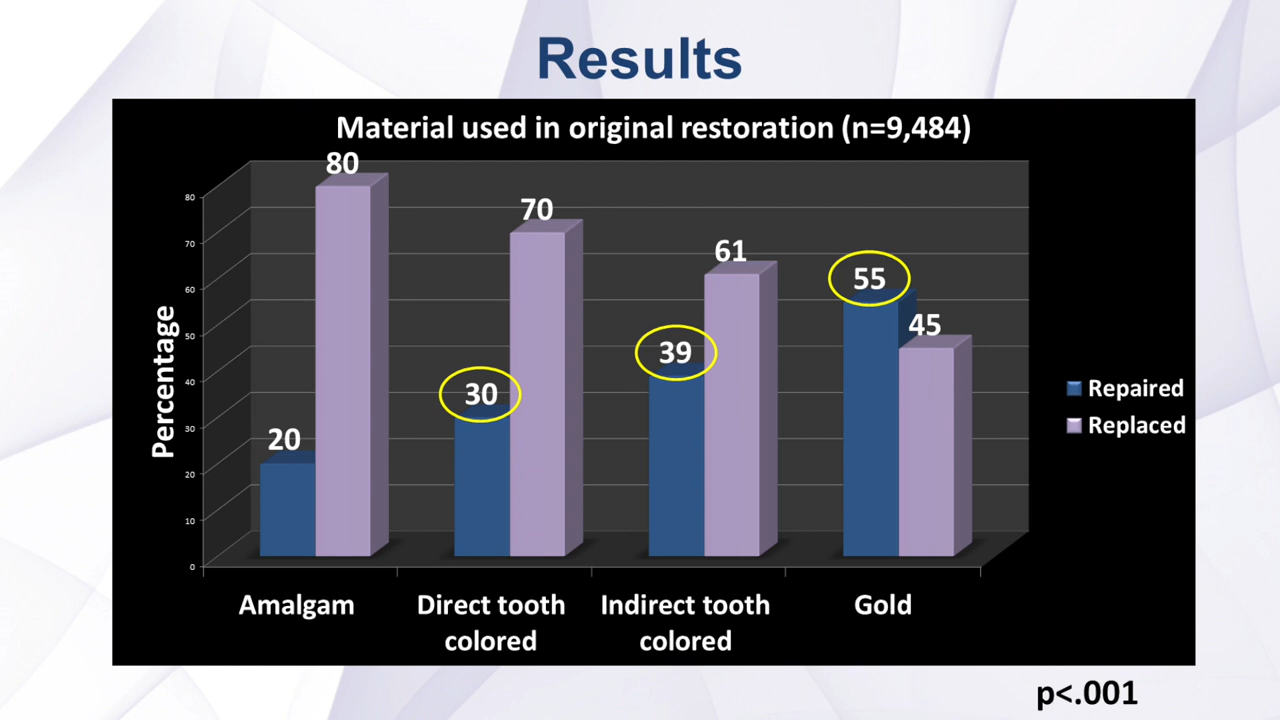 Results
Material used in original restoration (n=9,484)
Percentage
80
70
60
50
40
30
20
10
0
20
80
30
70
39
61
55
45
Amalgam
Direct tooth
colored
Indirect tooth
colored
Gold
Repaired
Replaced
p<.001